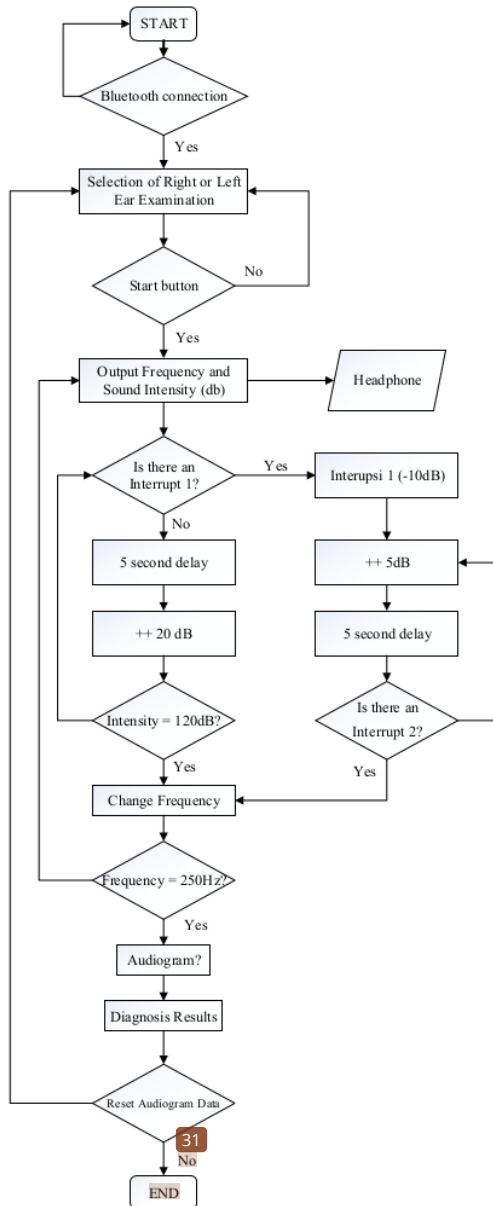 START
Bluetooth connection
Yes
Selection of Right or Left
Ear Examination
No
Start button
Yes
Output Frequency and
Sound Intensity (db)
Headphone
Is there an
Interrupt 1?
Yes
Interupsi 1 (-10dB)
No
5 second delay
++ 5dB
++ 20 dB
5 second delay
Intensity = 120dB?
Is there an
Interrupt 2?
Yes
Yes
Change Frequency
Frequency = 250Hz?
Yes
Audiogram?
Diagnosis Results
Reset Audiogram Data
31
No
END